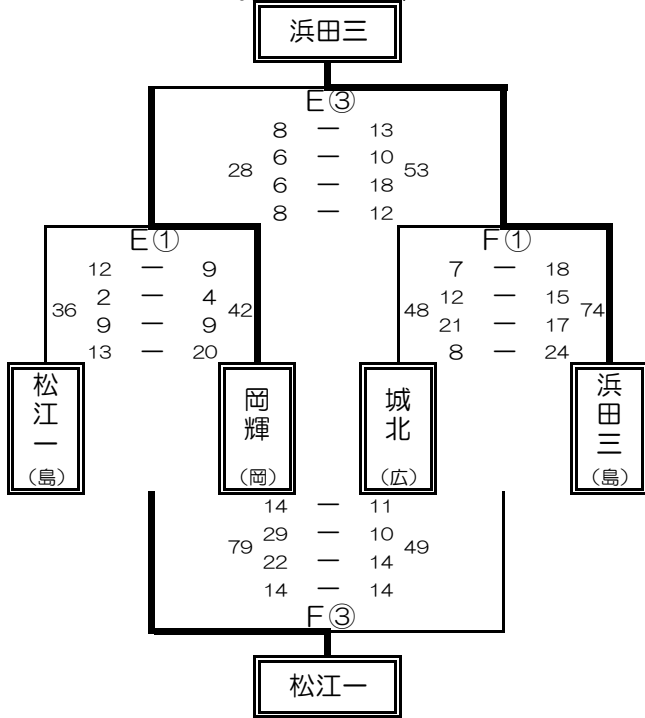 浜田三
E③
8 ー 13
6 ー 10
28 53
6 ー 18
8 ー 12
E① F①
12 ー 9 7 ー 18
2 ー 4 12 ー 15
36 42 48 74
9 ー 9 21 ー 17
13 ー 20 8 ー 24
松江一
（島）
岡輝
（岡）
城北
（広）
浜田三
（島）
14 ー 11
29 ー 10
79 49
22 ー 14
14 ー 14
F③
松江一